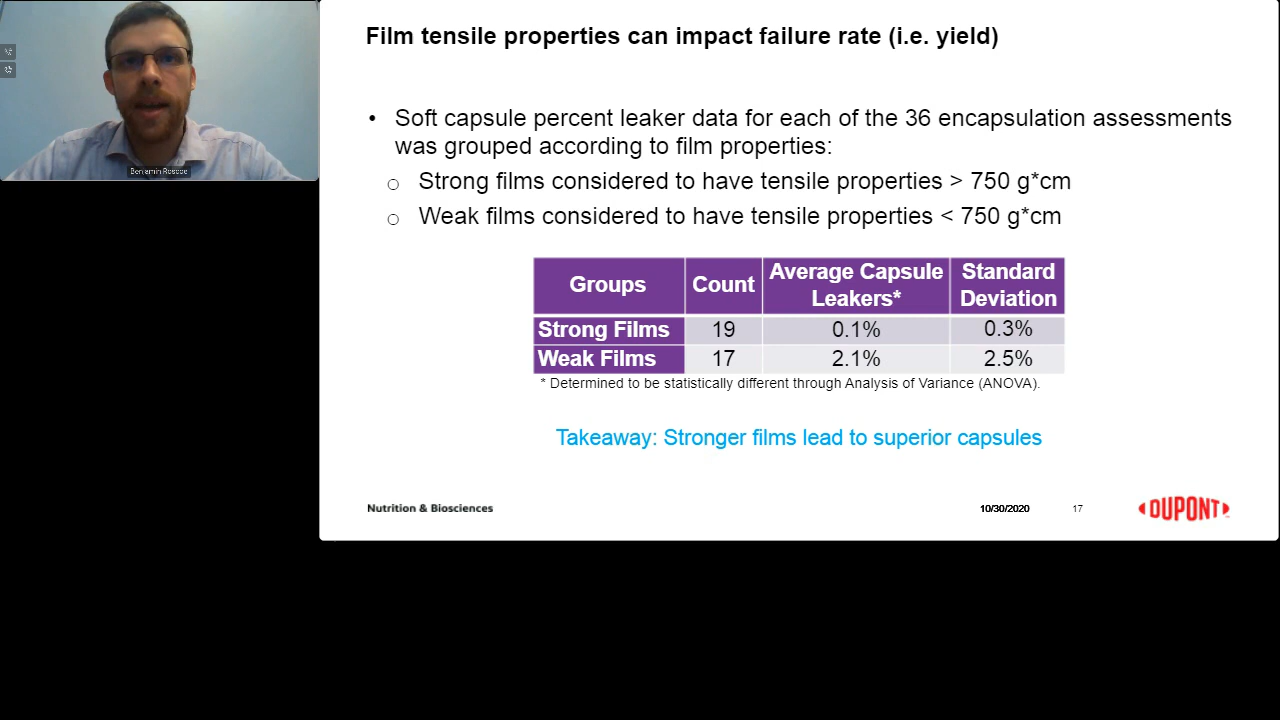 Benjamin Roscoe
Film tensile properties can impact failure rate (i.e. yield)
• Soft capsule percent leaker data for each of the 36 encapsulation assessments
was grouped according to film properties:
o Strong films considered to have tensile properties > 750 g*cm
o Weak films considered to have tensile properties < 750 g*cm
Groups Count Average Capsule Leakers* Standard Deviation
Strong Films 19 0.1% 0.3%
Weak Films 17 2.1% 2.5%
* Determined to be statistically different through Analysis of Variance (ANOVA).
Takeaway: Stronger films lead to superior capsules
Nutrition & Biosciences 10/30/2020 17 DUPONT